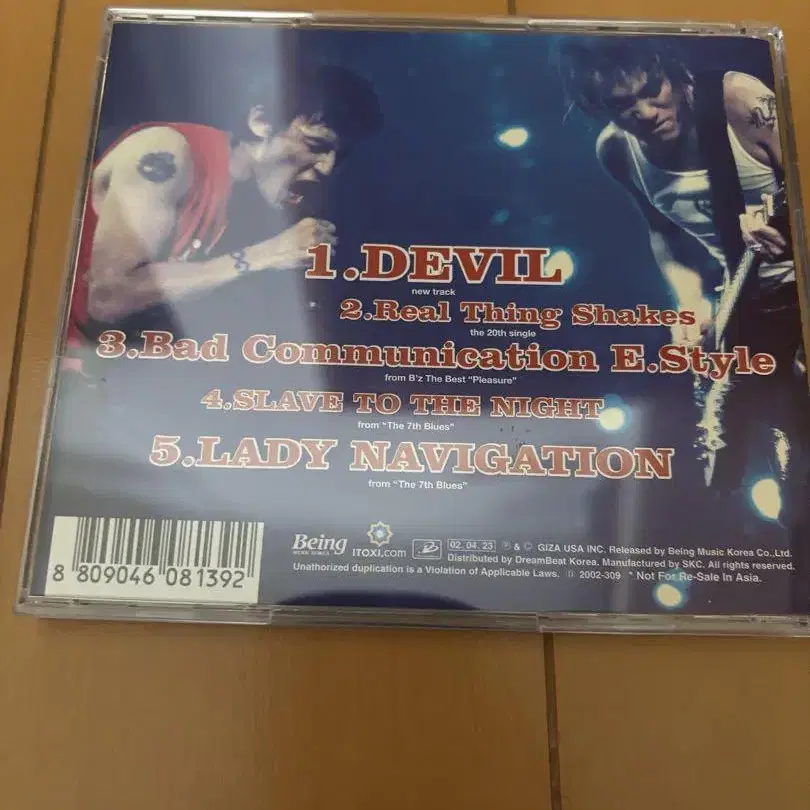 1.DEVIL
new track
2.Real Thing Shakes
the 20th single
3.Bad Communication E.Style
from B'z The Best "Pleasure"
4.SLAVE TO THE NIGHT
from "The 7th Blues"
5.LADY NAVIGATION
from "The 7th Blues"
8 809046 081392
Being
ITOXI.com
02. 04. 23 Ⓟ & © GIZA USA INC. Released by Being Music Korea Co.,Ltd.
Distributed by DreamBeat Korea. Manufactured by SKC. All rights reserved.
Unauthorized duplication is a Violation of Applicable Laws. 2002-309 * Not For Re-Sale In Asia.